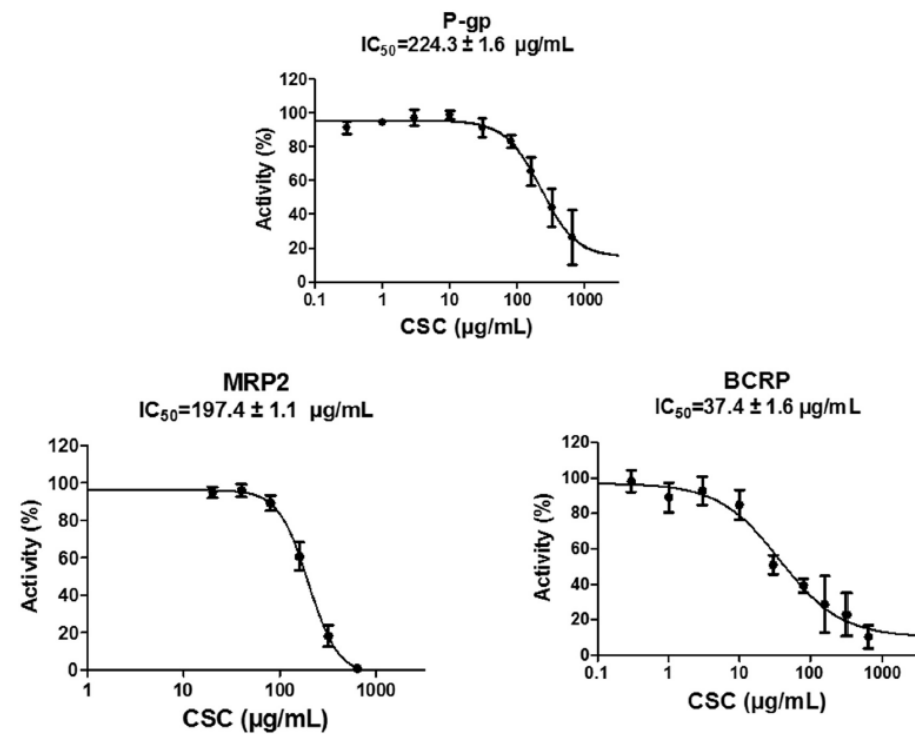 P-gp
IC₅₀=224.3 ± 1.6 µg/mL
120
100
80
60
40
20
0
Activity (%)
0.1 1 10 100 1000
CSC (µg/mL)
MRP2
IC₅₀=197.4 ± 1.1 µg/mL
120
100
80
60
40
20
0
Activity (%)
1 10 100 1000
CSC (µg/mL)
BCRP
IC₅₀=37.4 ± 1.6 µg/mL
120
100
80
60
40
20
0
Activity (%)
0.1 1 10 100 1000
CSC (µg/mL)